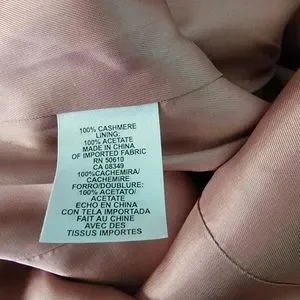 100% CASHMERE
LINING:
100% ACETATE
MADE IN CHINA
OF IMPORTED FABRIC
RN 50610
CA 08349
100%CACHEMIRA/
CACHEMIRE
FORRO/DOUBLURE:
100% ACETATO/
ACETATE
ECHO EN CHINA
CON TELA IMPORTADA
FAIT AU CHINE
AVEC DES
TISSUS IMPORTES